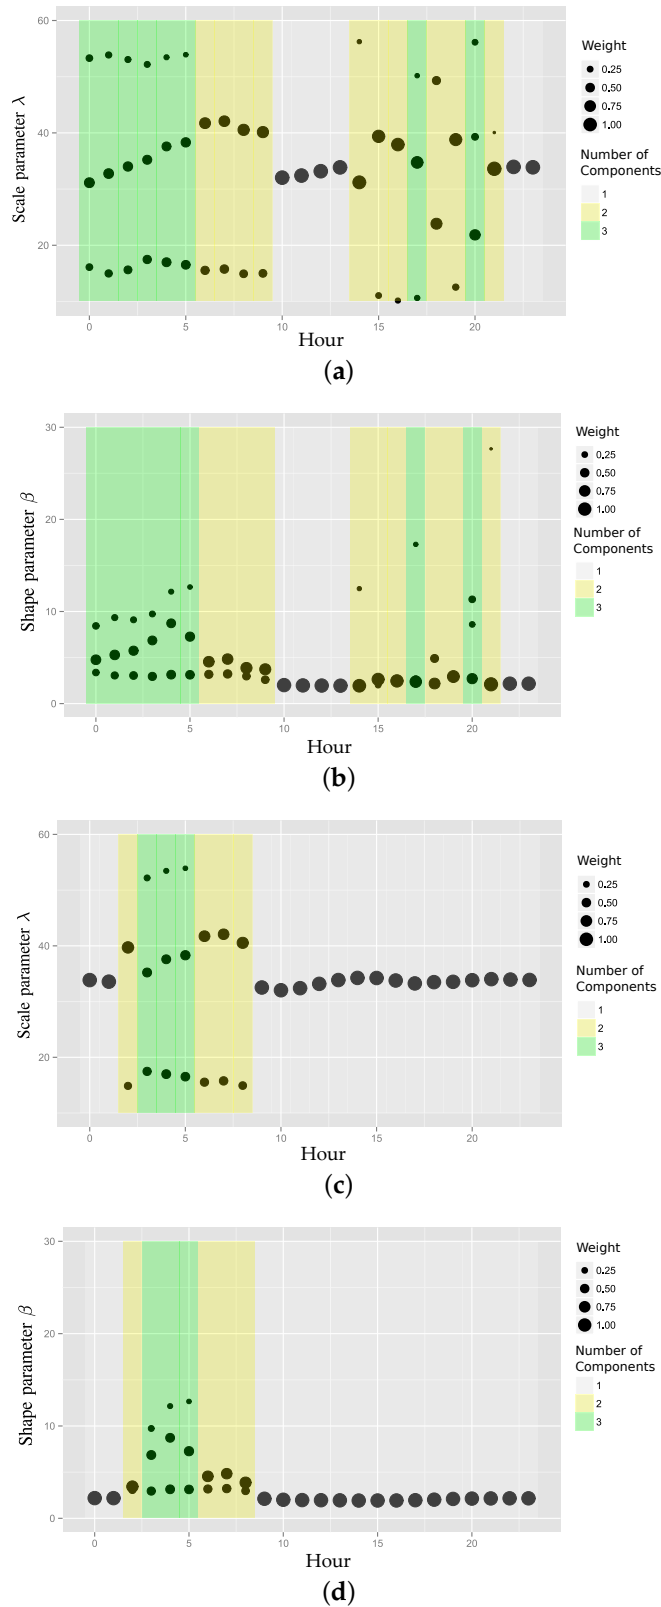 60
40
20
Scale parameter λ
0
5
10
15
20
Hour
Weight
0.25
0.50
0.75
1.00
Number of
Components
1
2
3
(a)
30
20
10
0
Shape parameter β
0
5
10
15
20
Hour
Weight
0.25
0.50
0.75
1.00
Number of
Components
1
2
3
(b)
60
40
20
Scale parameter λ
0
5
10
15
20
Hour
Weight
0.25
0.50
0.75
1.00
Number of
Components
1
2
3
(c)
30
20
10
0
Shape parameter β
0
5
10
15
20
Hour
Weight
0.25
0.50
0.75
1.00
Number of
Components
1
2
3
(d)